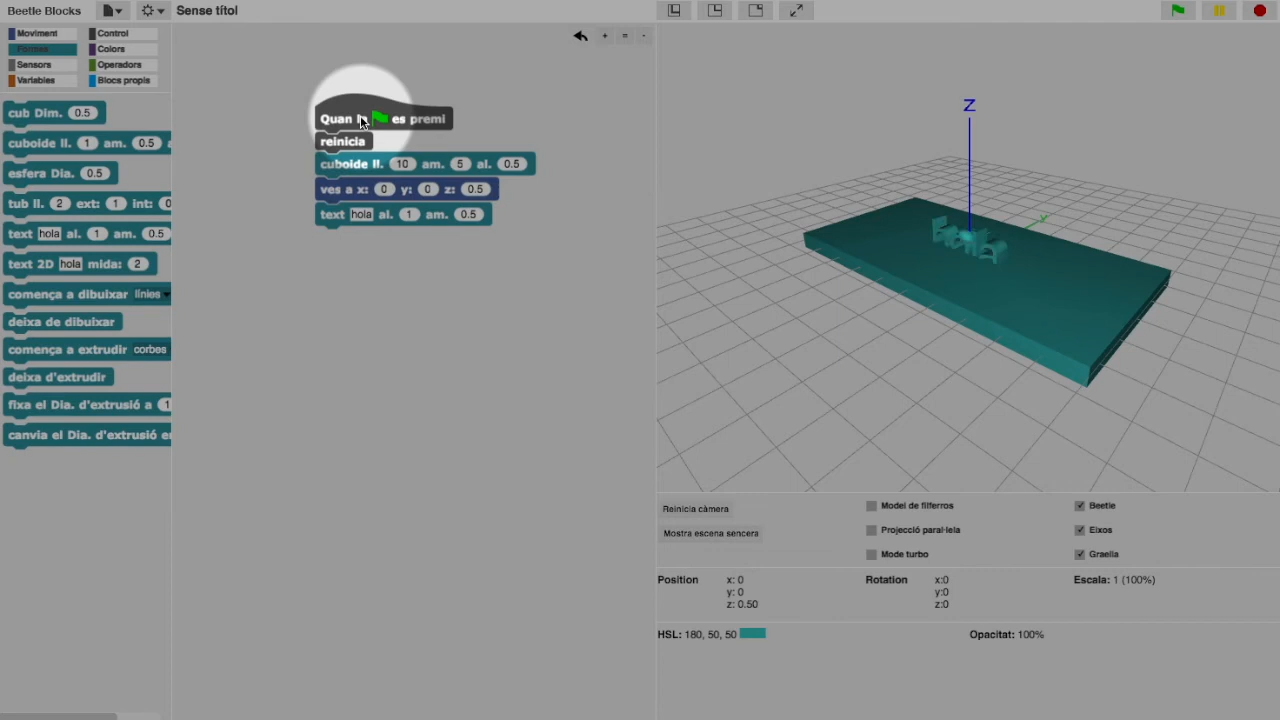 Beetle Blocks
Sense títol
Moviment
Control
Formes
Colors
Sensors
Operadors
Variables
Blocs propis
cub Dim. 0.5
cuboide ll. 1 am. 0.5 a
esfera Dia. 0.5
tub ll. 2 ext: 1 int: 0
text hola al. 1 am. 0.5
text 2D hola mida: 2
comença a dibuixar línies
deixa de dibuixar
comença a extrudir corbes
deixa d'extrudir
fixa el Dia. d'extrusió a 1
canvia el Dia. d'extrusió en
Quan la es premi
reinicia
cuboide ll. 10 am. 5 al. 0.5
ves a x: 0 y: 0 z: 0.5
text hola al. 1 am. 0.5
+ = -
Z
Y
hola
Reinicia càmera
Mostra escena sencera
Model de filferros
Projecció paral·lela
Mode turbo
Beetle
Eixos
Graella
Position
x: 0
y: 0
z: 0.50
Rotation
x:0
y:0
z:0
Escala: 1 (100%)
HSL: 180, 50, 50
Opacitat: 100%